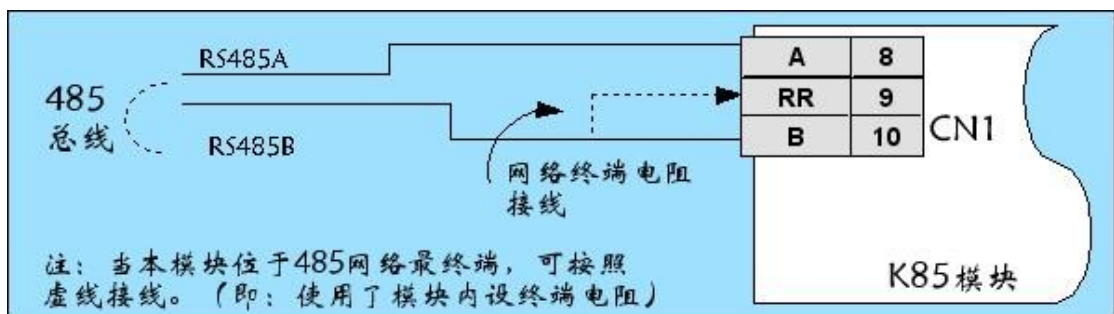 RS485A
A 8
485
总线
RR 9
CN1
RS485B
B 10
网络终端电阻
接线
注：当本模块位于485网络最终端，可按照
虚线接线。（即：使用了模块内设终端电阻）
K85模块